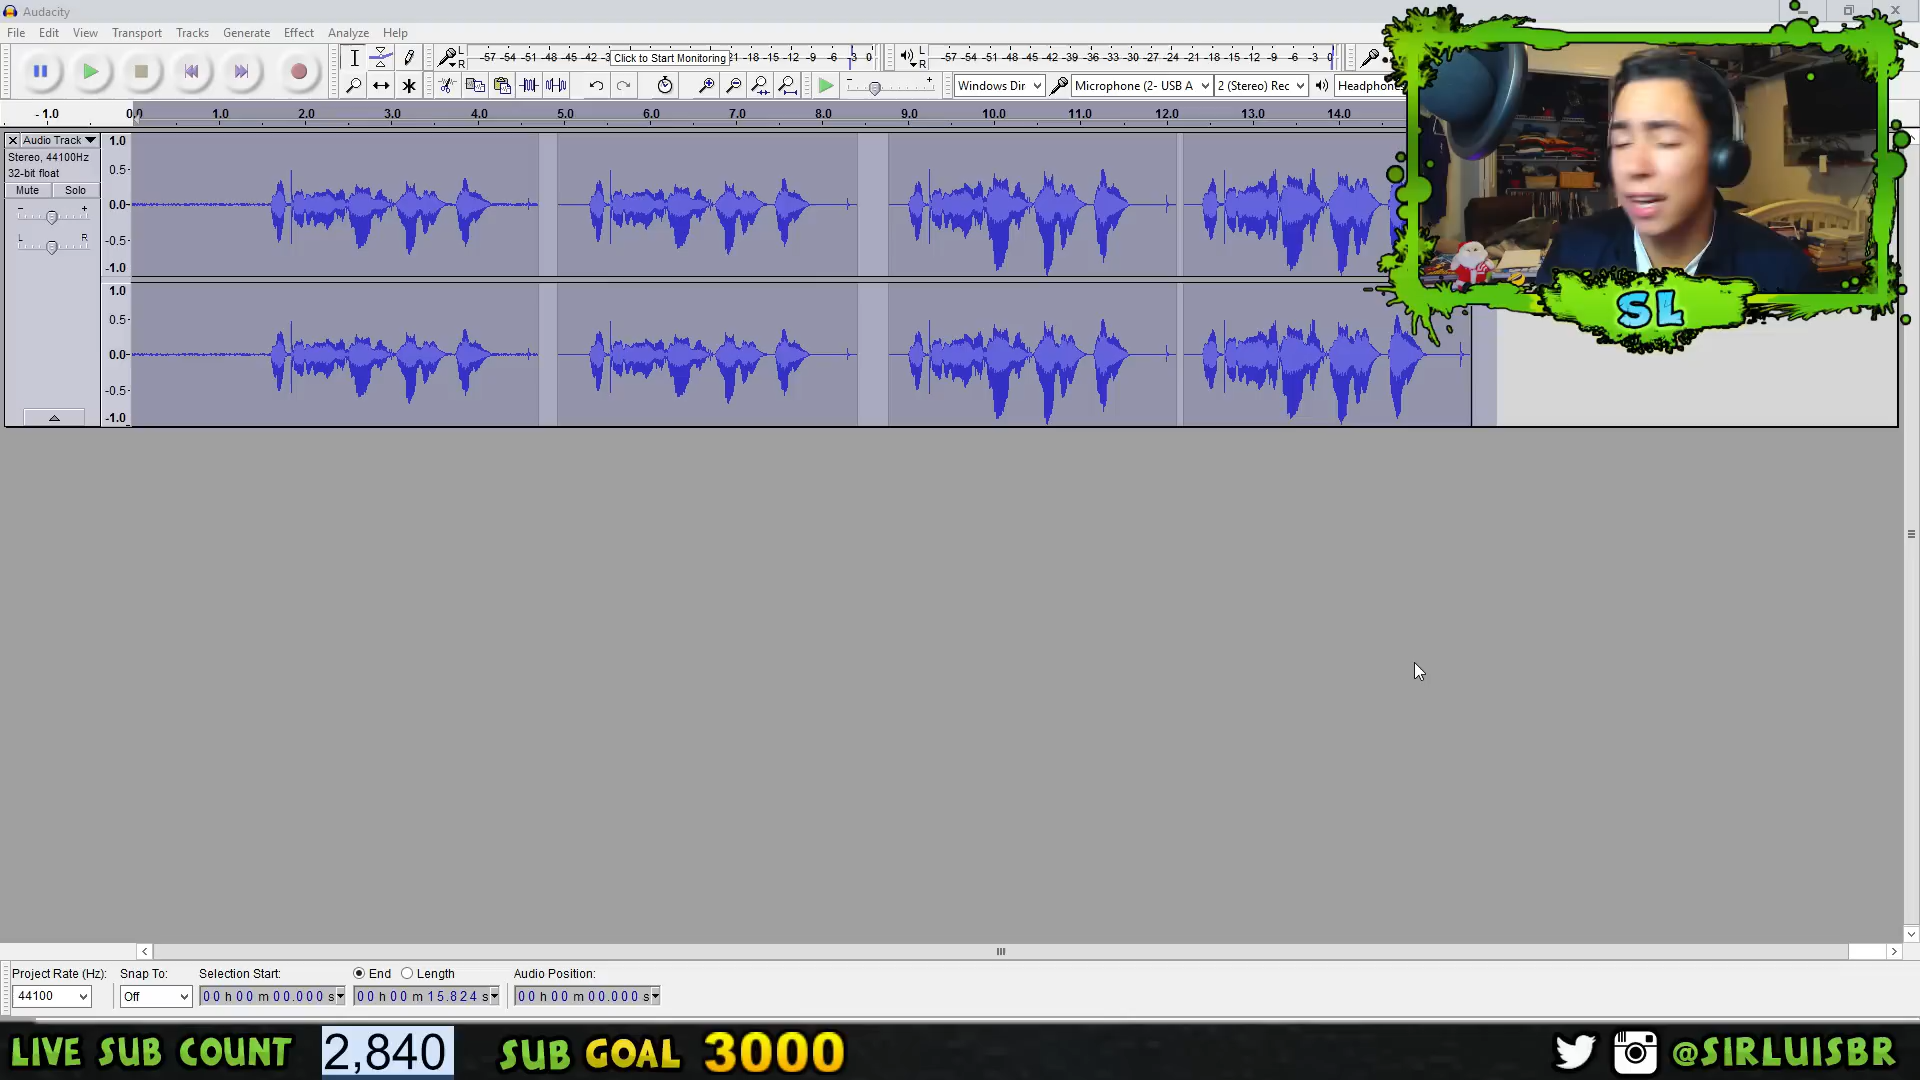 Audacity
File Edit View Transport Tracks Generate Effect Analyze Help
L R -57 -54 -51 -48 -45 -42 -3 Click to Start Monitoring 21 -18 -15 -12 -9 -6 -3 0 L R -57 -54 -51 -48 -45 -42 -39 -36 -33 -30 -27 -24 -21 -18 -15 -12 -9 -6 -3 0
Windows Dir Microphone (2- USB A 2 (Stereo) Rec Headphone
-1.0 0.0 1.0 2.0 3.0 4.0 5.0 6.0 7.0 8.0 9.0 10.0 11.0 12.0 13.0 14.0
Audio Track 1.0
Stereo, 44100Hz
32-bit float 0.5
Mute Solo
- + 0.0
L R -0.5
-1.0
1.0
0.5
0.0
-0.5
-1.0
SL
Project Rate (Hz): Snap To: Selection Start: End Length Audio Position:
44100 Off 00 h 00 m 00.000 s 00 h 00 m 15.824 s 00 h 00 m 00.000 s
LIVE SUB COUNT 2,840 SUB GOAL 3000 @SIRLUISBR